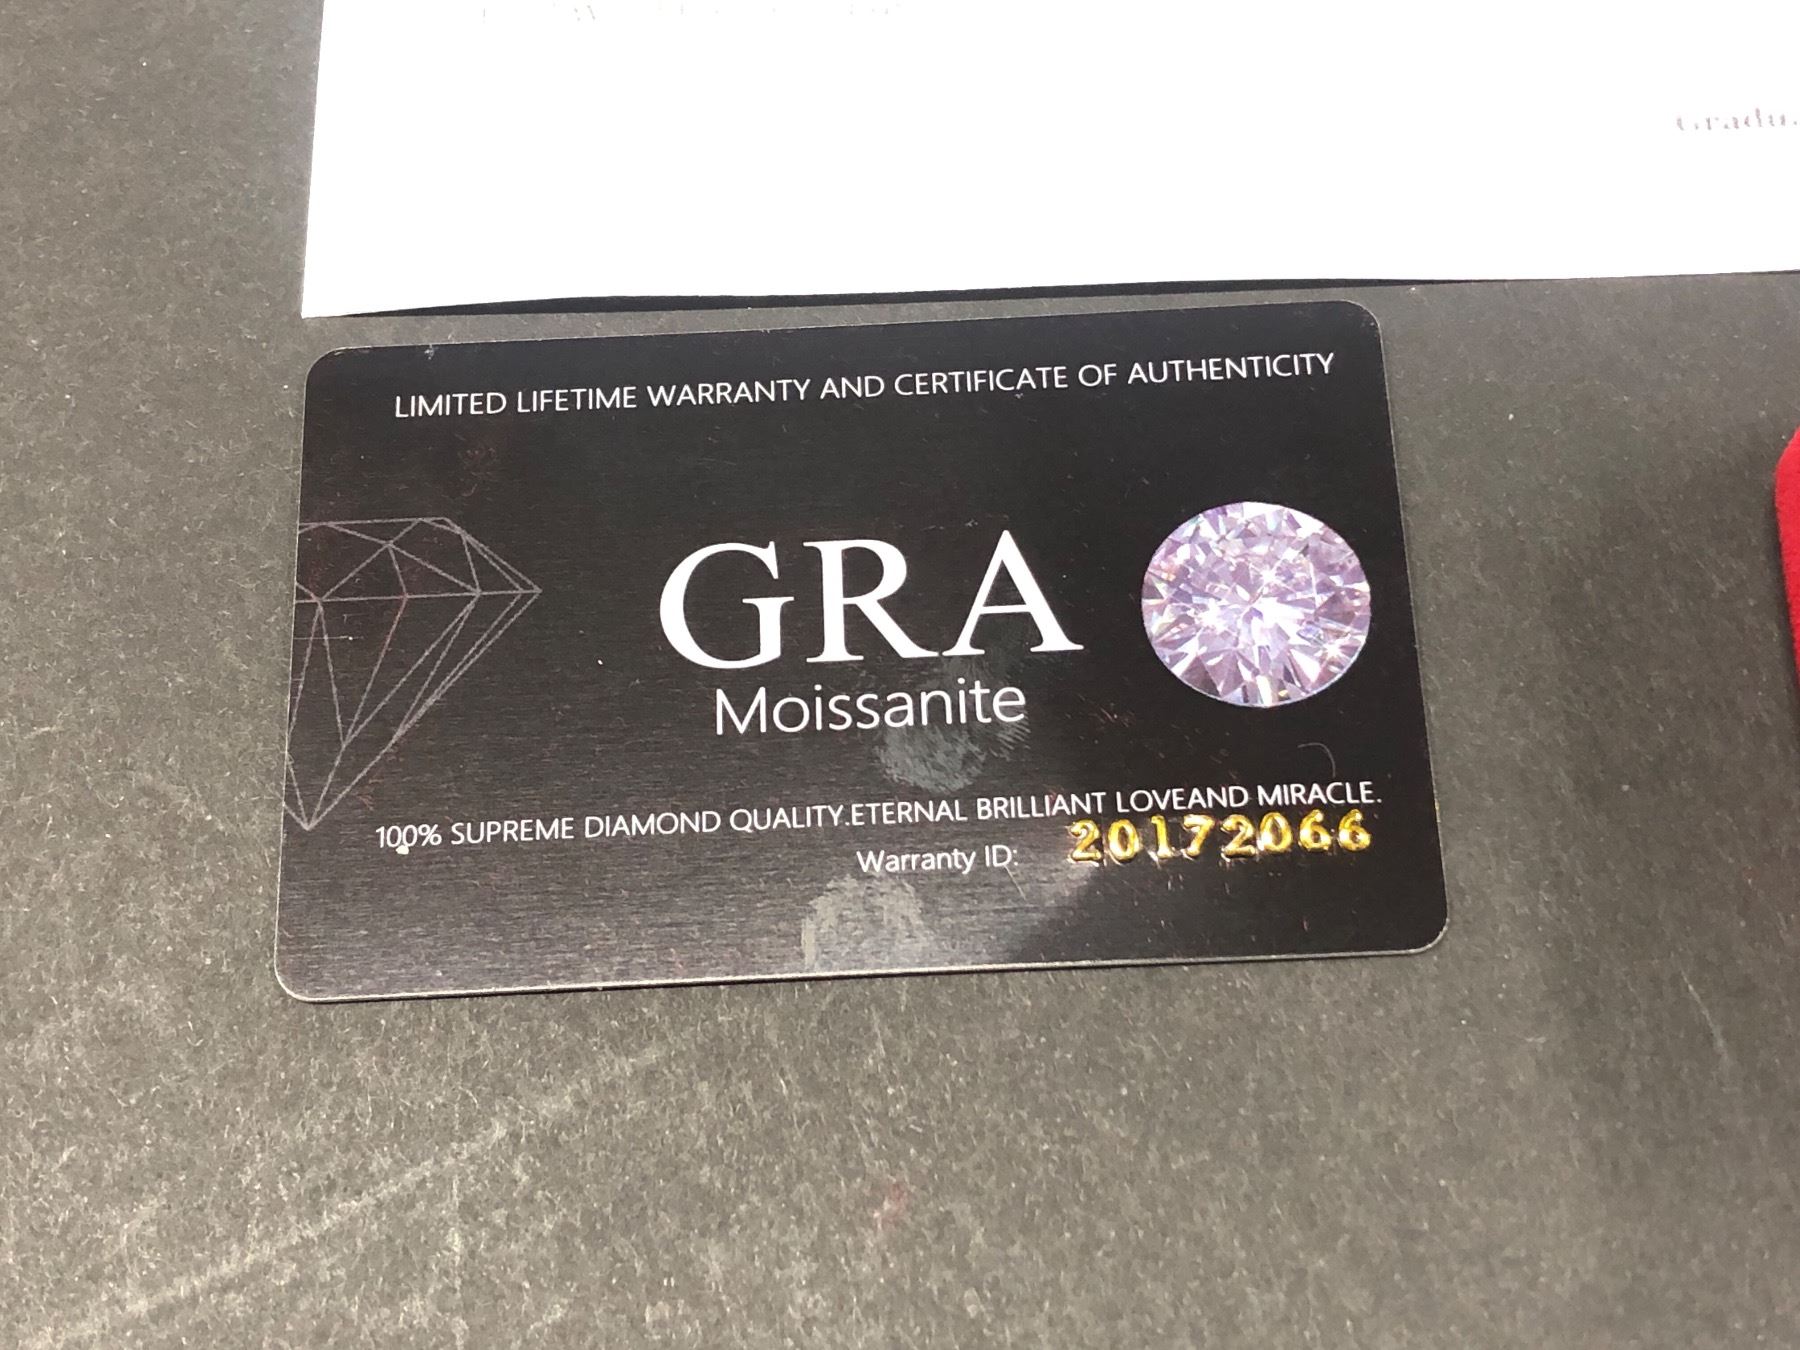 LIMITED LIFETIME WARRANTY AND CERTIFICATE OF AUTHENTICITY
GRA
Moissanite
100% SUPREME DIAMOND QUALITY.ETERNAL BRILLIANT LOVEAND MIRACLE.
Warranty ID: 20172066